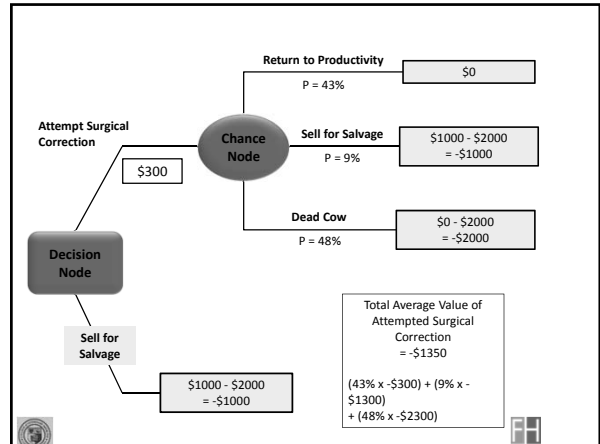 Return to Productivity
P = 43%
$0
Attempt Surgical
Correction
$300
Chance
Node
Sell for Salvage
P = 9%
$1000 - $2000
= -$1000
Dead Cow
P = 48%
$0 - $2000
= -$2000
Decision
Node
Sell for
Salvage
$1000 - $2000
= -$1000
Total Average Value of
Attempted Surgical
Correction
= -$1350
(43% x -$300) + (9% x -
$1300)
+ (48% x -$2300)
FH